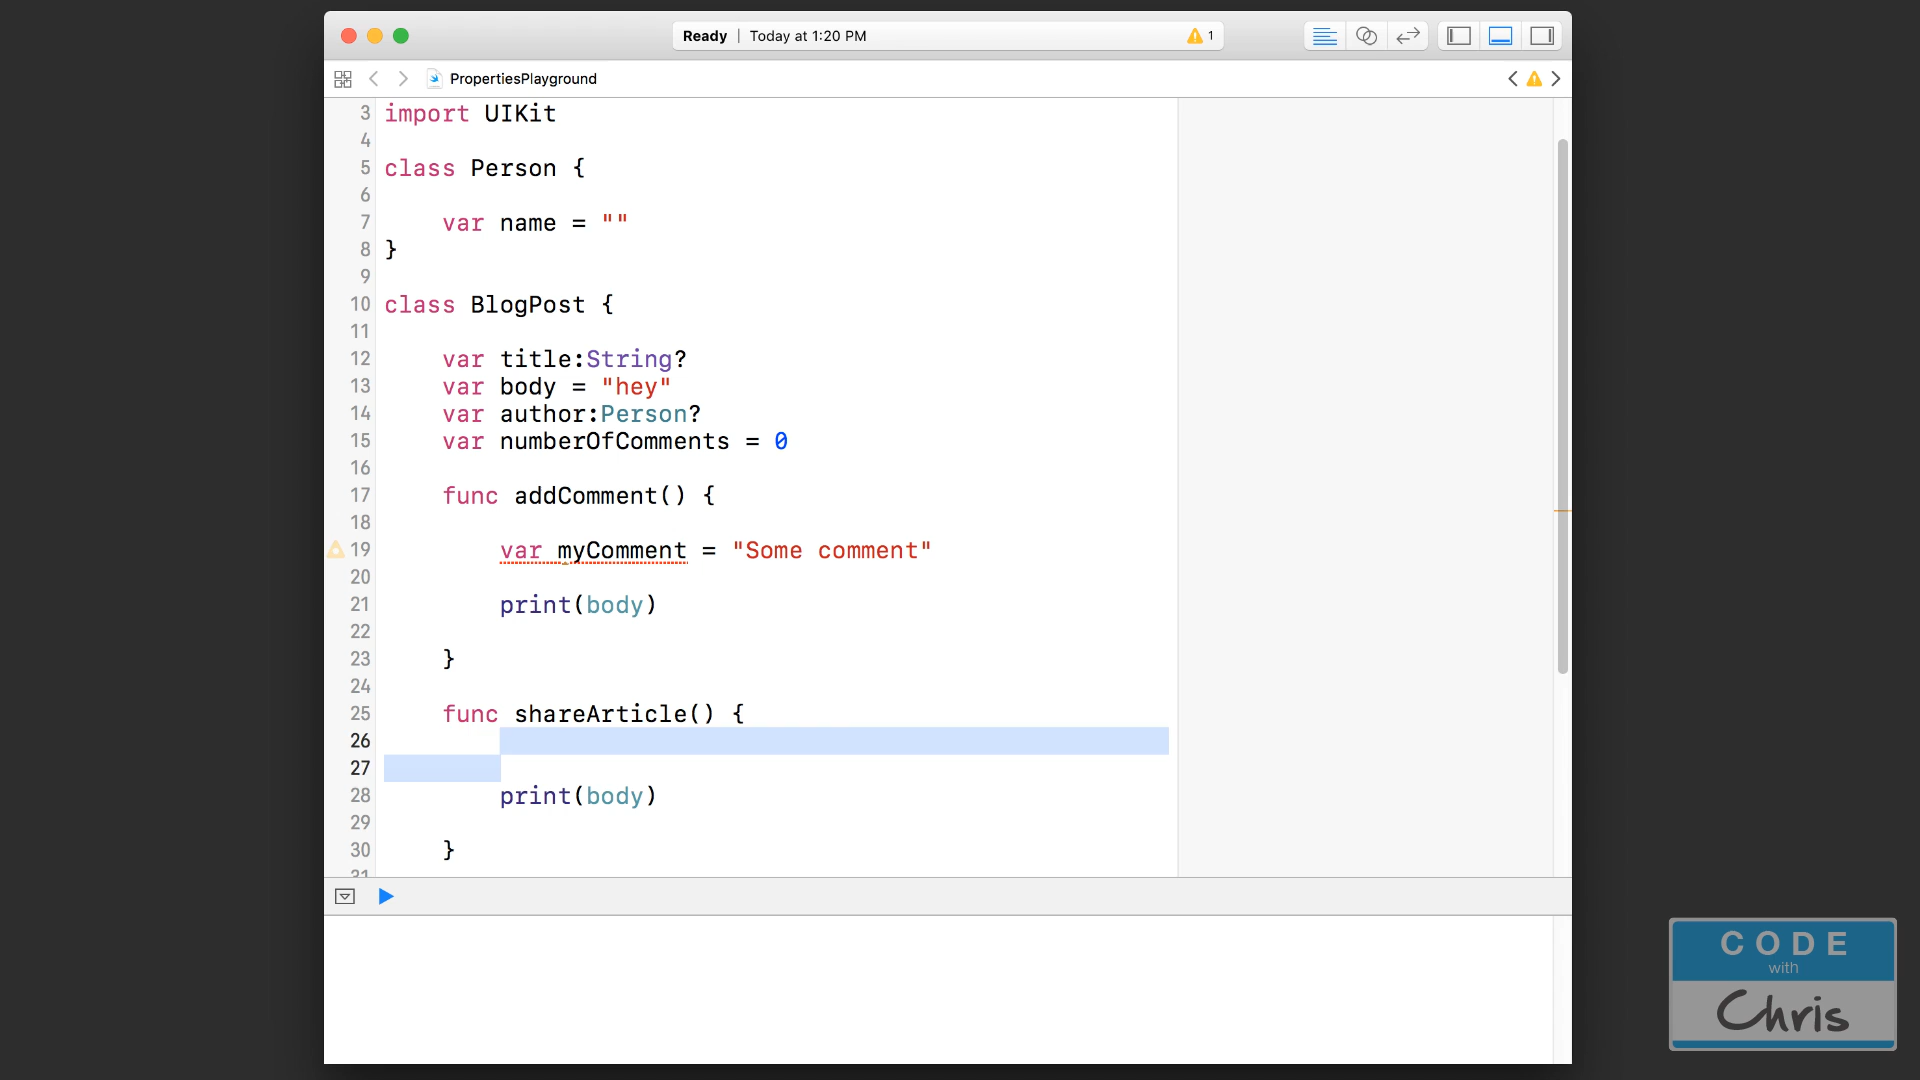 Ready | Today at 1:20 PM 1
PropertiesPlayground
3 import UIKit
4
5 class Person {
6
7 var name = ""
8 }
9
10 class BlogPost {
11
12 var title:String?
13 var body = "hey"
14 var author:Person?
15 var numberOfComments = 0
16
17 func addComment() {
18
19 var myComment = "Some comment"
20
21 print(body)
22
23 }
24
25 func shareArticle() {
26
27
28 print(body)
29
30 }
31
CODE
with
Chris